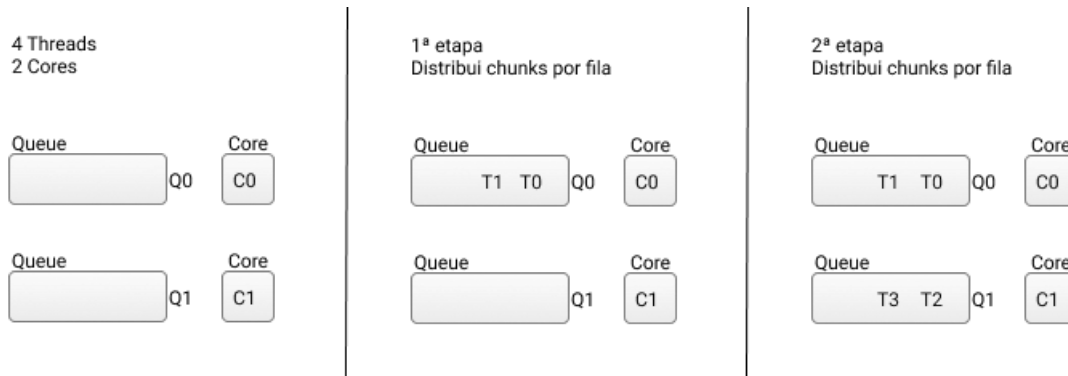 4 Threads
2 Cores
Queue Core
Q0 C0
Queue Core
Q1 C1
1ª etapa
Distribui chunks por fila
Queue Core
T1 T0 Q0 C0
Queue Core
Q1 C1
2ª etapa
Distribui chunks por fila
Queue Core
T1 T0 Q0 C0
Queue Core
T3 T2 Q1 C1